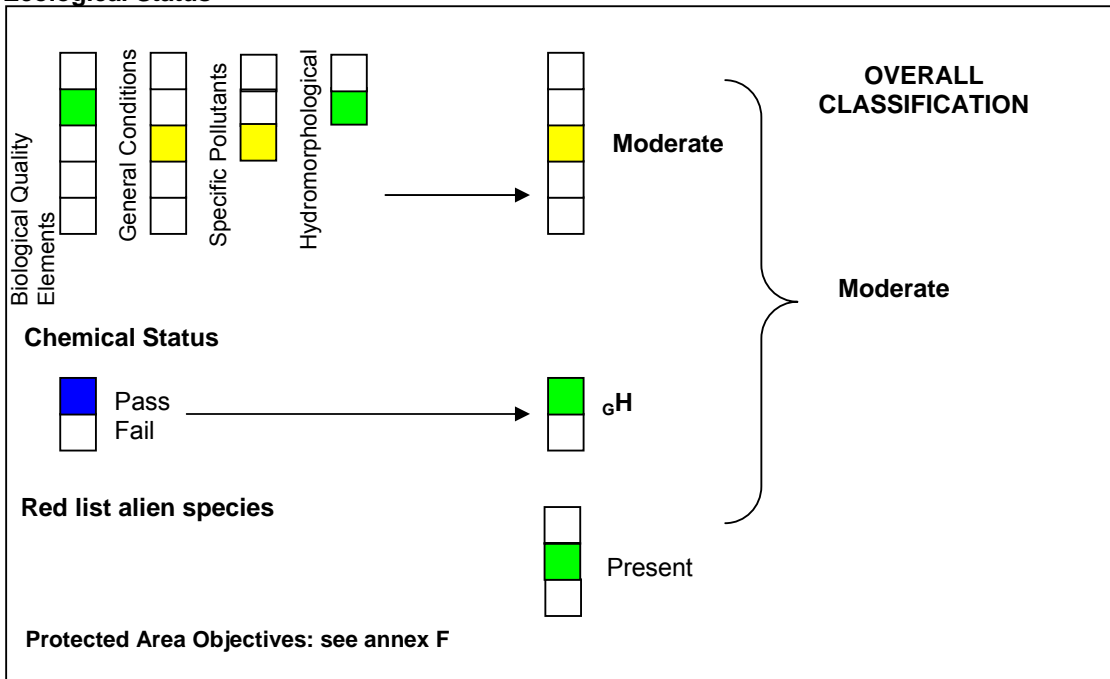 Ecological Status
Biological Quality
Elements
General Conditions
Specific Pollutants
Hydromorphological
Moderate
OVERALL
CLASSIFICATION
Moderate
Chemical Status
Pass
Fail
GH
Red list alien species
Present
Protected Area Objectives: see annex F